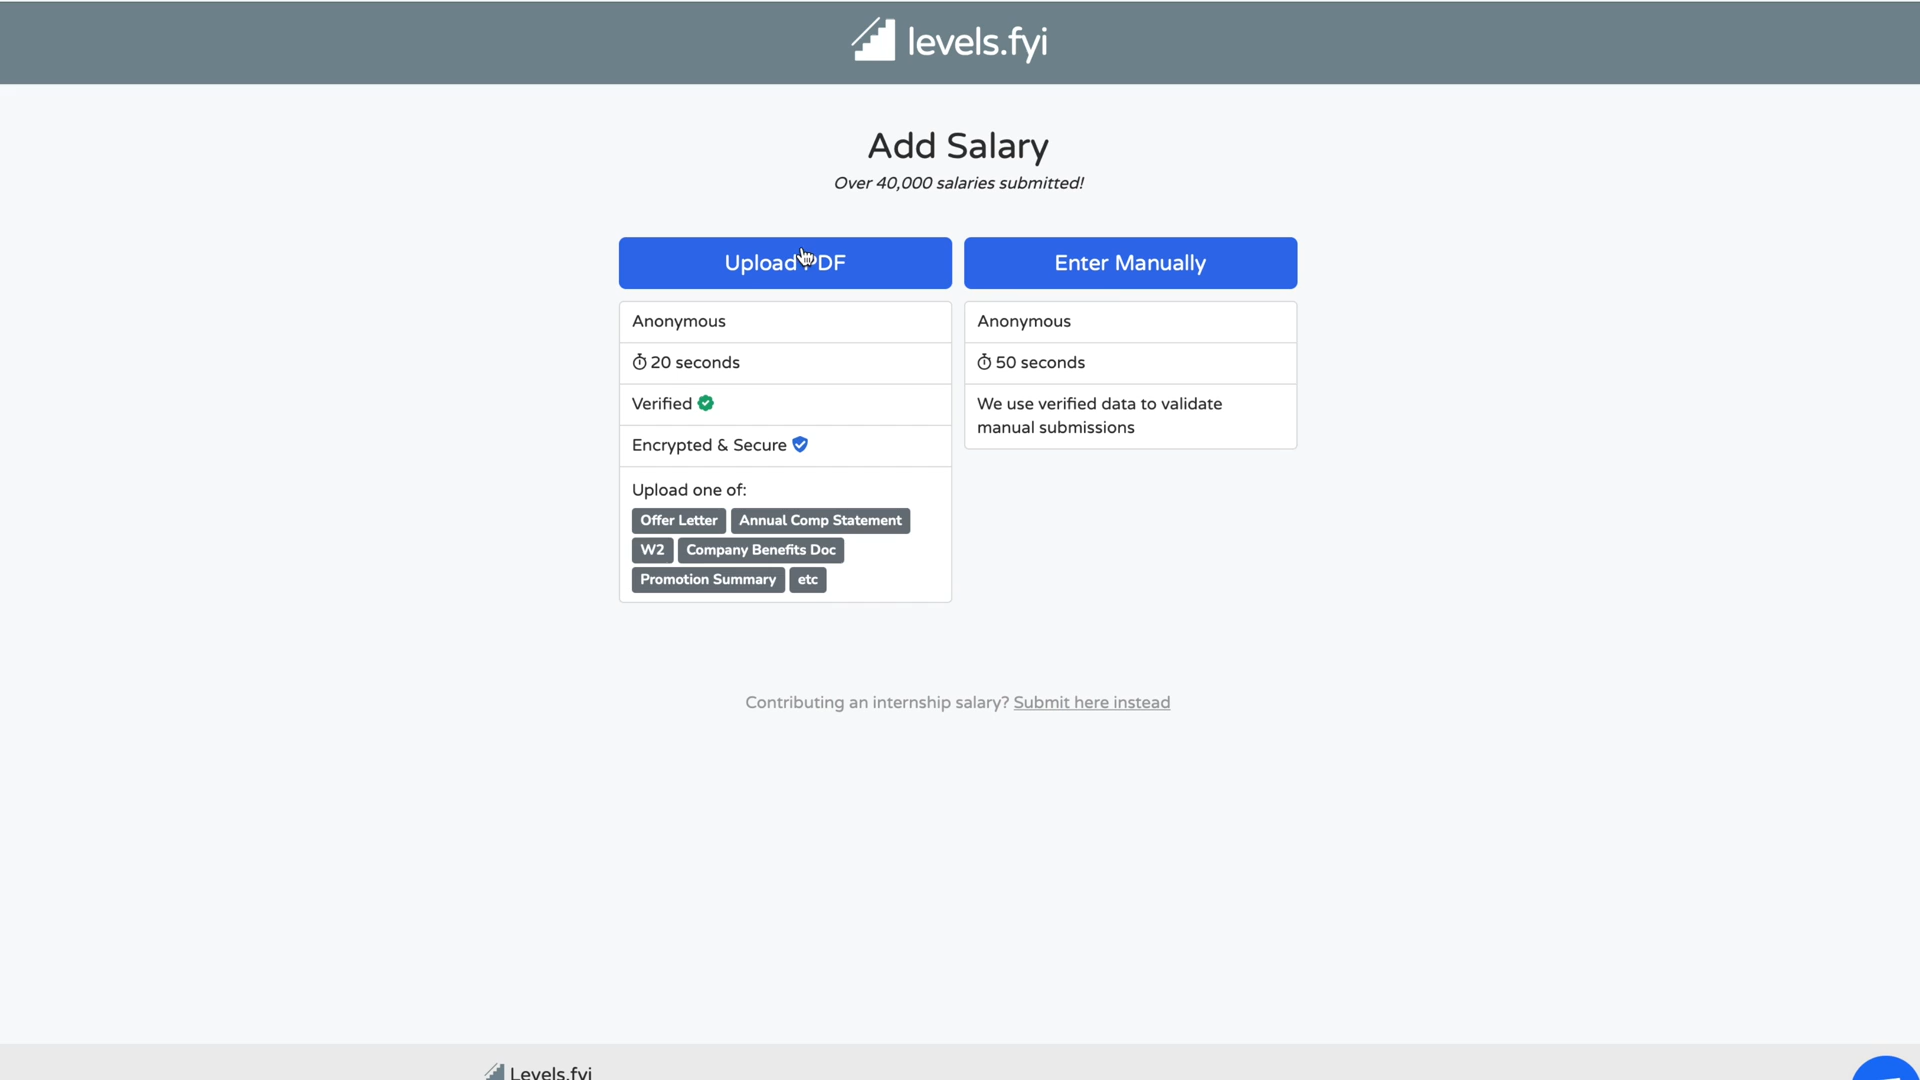 levels.fyi
Add Salary
Over 40,000 salaries submitted!
Upload PDF
Enter Manually
Anonymous
20 seconds
Verified
Encrypted & Secure
Upload one of:
Offer Letter Annual Comp Statement
W2 Company Benefits Doc
Promotion Summary etc
Anonymous
50 seconds
We use verified data to validate
manual submissions
Contributing an internship salary? Submit here instead
Levels.fyi